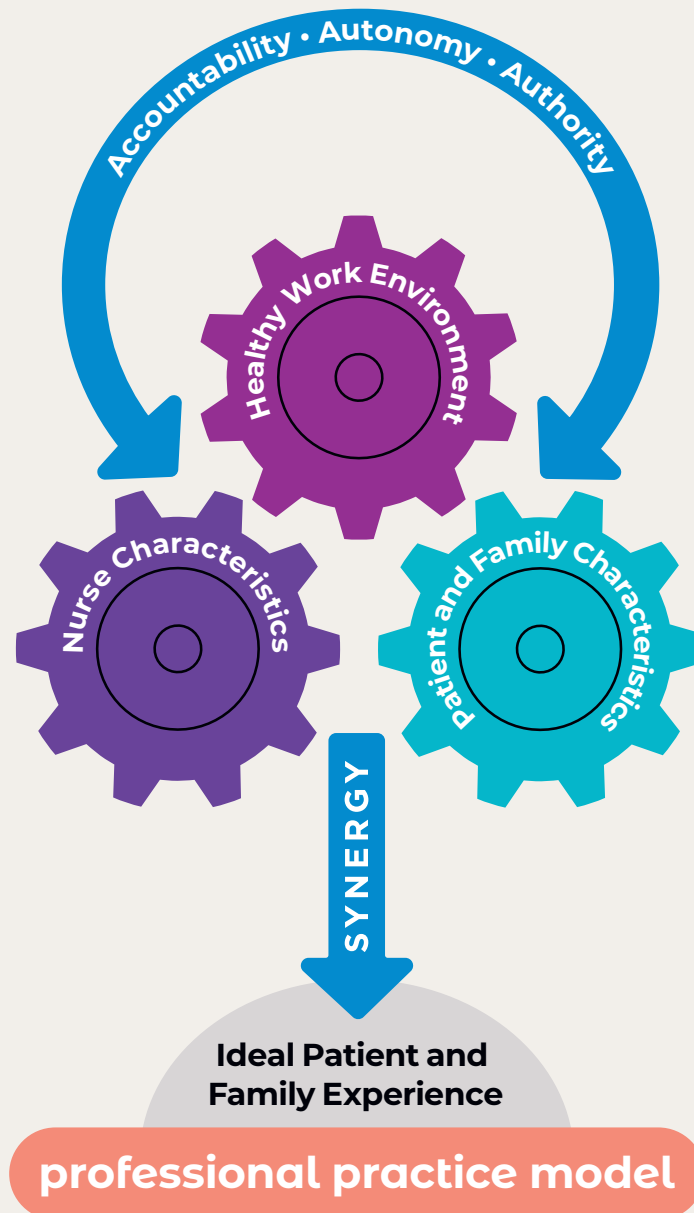 Accountability • Autonomy • Authority
Healthy Work Environment
Nurse Characteristics
Patient and Family Characteristics
SYNERGY
Ideal Patient and
Family Experience
professional practice model